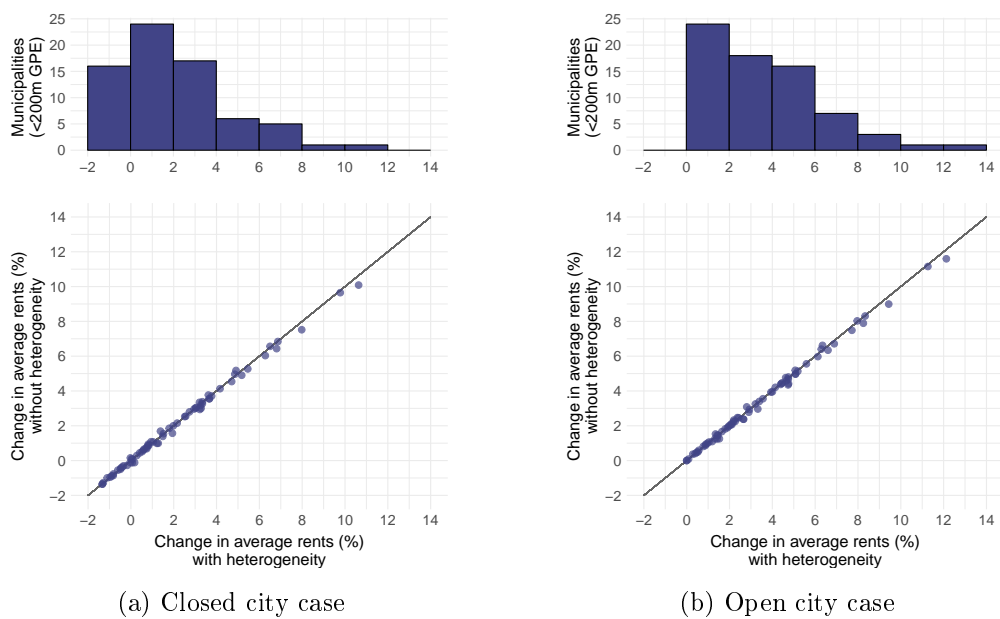 Municipalities
(<200m GPE)
25
20
15
10
5
0
−2 0 2 4 6 8 10 12 14
Change in average rents (%)
without heterogeneity
14
12
10
8
6
4
2
0
−2
−2 0 2 4 6 8 10 12 14
Change in average rents (%)
with heterogeneity
(a) Closed city case
Municipalities
(<200m GPE)
25
20
15
10
5
0
−2 0 2 4 6 8 10 12 14
Change in average rents (%)
without heterogeneity
14
12
10
8
6
4
2
0
−2
−2 0 2 4 6 8 10 12 14
Change in average rents (%)
with heterogeneity
(b) Open city case